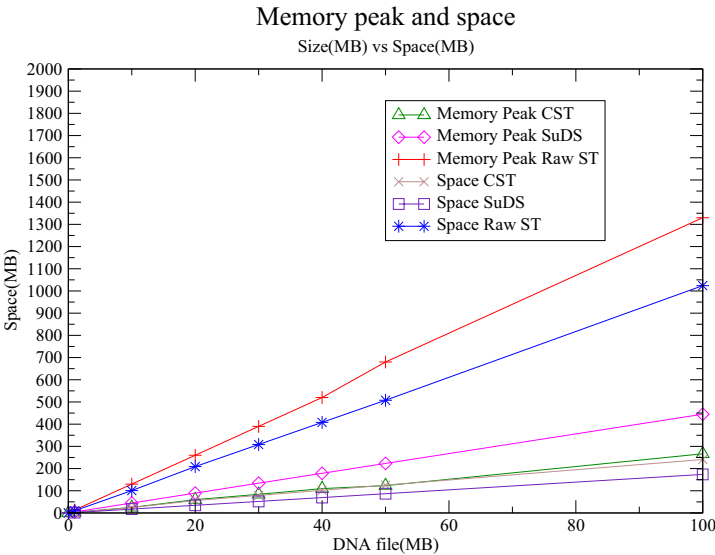 Memory peak and space
Size(MB) vs Space(MB)
2000
1900
1800
1700
1600
1500
1400
1300
1200
1100
1000
900
800
700
600
500
400
300
200
100
0
Space(MB)
Memory Peak CST
Memory Peak SuDS
Memory Peak Raw ST
Space CST
Space SuDS
Space Raw ST
0 20 40 60 80 100
DNA file(MB)